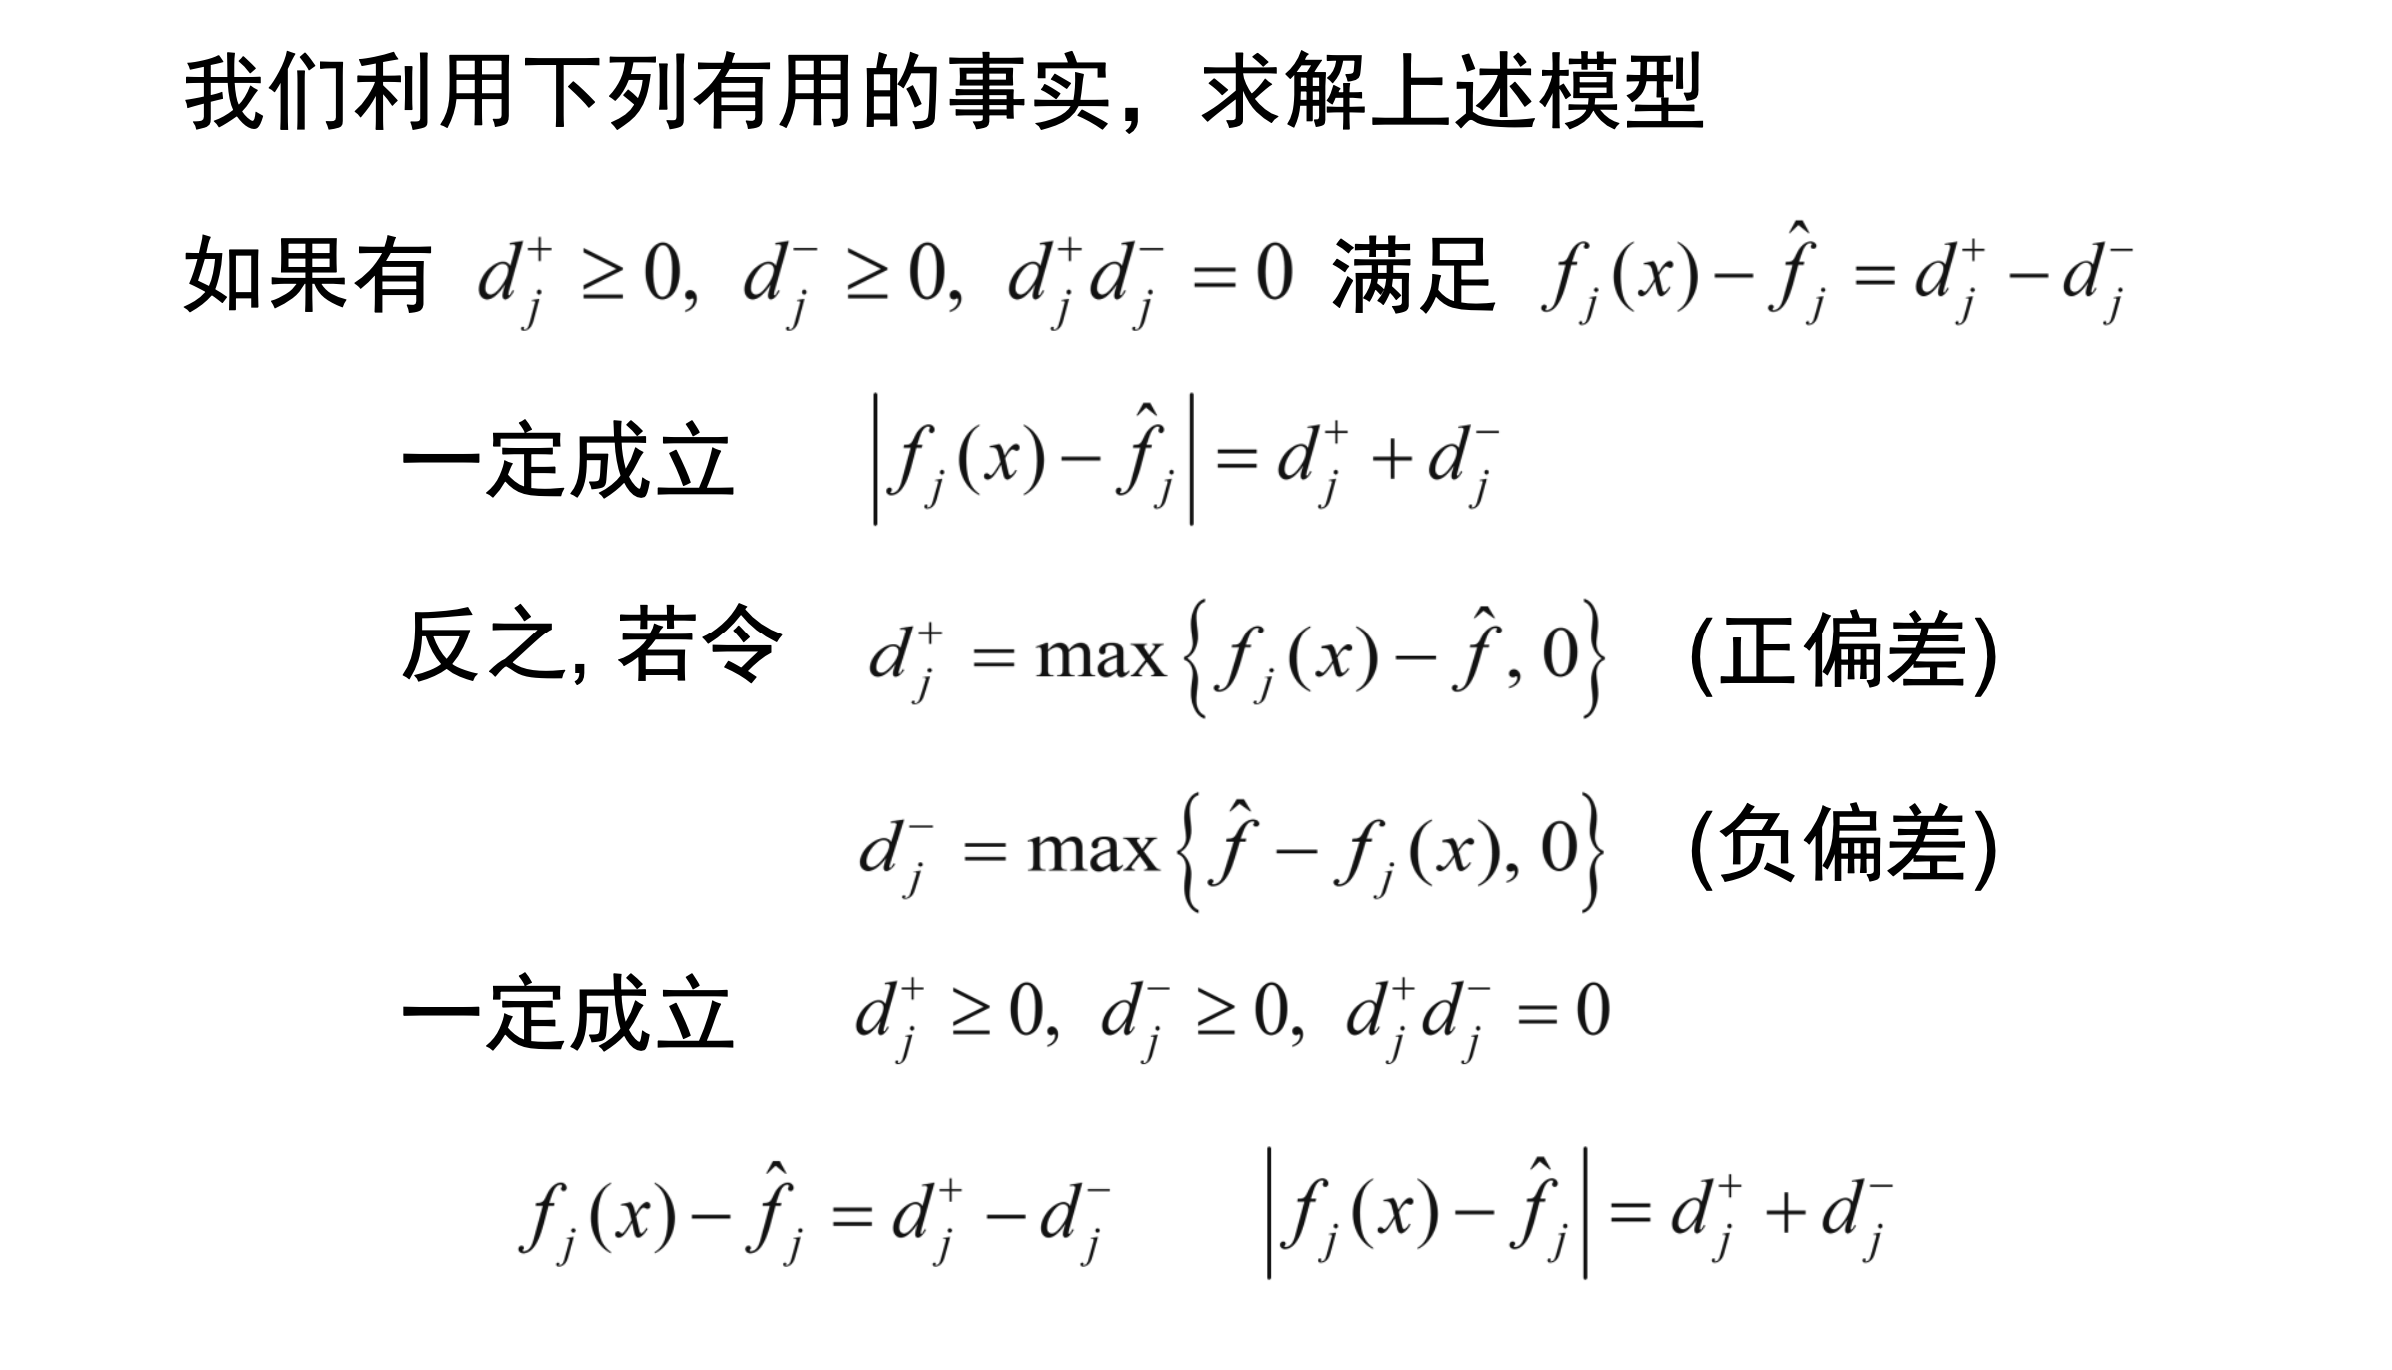 我们利用下列有用的事实，求解上述模型
如果有 $d_j^+ \geq 0,\ d_j^- \geq 0,\ d_j^+ d_j^- = 0$ 满足 $f_j(x) - \hat{f}_j = d_j^+ - d_j^-$
一定成立 $\left| f_j(x) - \hat{f}_j \right| = d_j^+ + d_j^-$
反之, 若令 $d_j^+ = \max\left\{ f_j(x) - \hat{f}, 0 \right\}$ (正偏差)
$d_j^- = \max\left\{ \hat{f} - f_j(x), 0 \right\}$ (负偏差)
一定成立 $d_j^+ \geq 0,\ d_j^- \geq 0,\ d_j^+ d_j^- = 0$
$f_j(x) - \hat{f}_j = d_j^+ - d_j^-$ $\left| f_j(x) - \hat{f}_j \right| = d_j^+ + d_j^-$